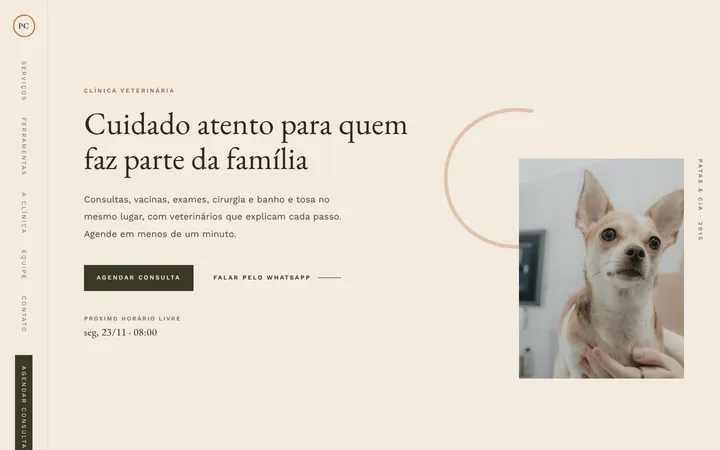 PC
SERVIÇOS
FERRAMENTAS
A CLÍNICA
EQUIPE
CONTATO
AGENDAR CONSULTA
CLÍNICA VETERINÁRIA
Cuidado atento para quem
faz parte da família
Consultas, vacinas, exames, cirurgia e banho e tosa no
mesmo lugar, com veterinários que explicam cada passo.
Agende em menos de um minuto.
AGENDAR CONSULTA
FALAR PELO WHATSAPP
PRÓXIMO HORÁRIO LIVRE
seg, 23/11 · 08:00
PATAS & CIA · 2015